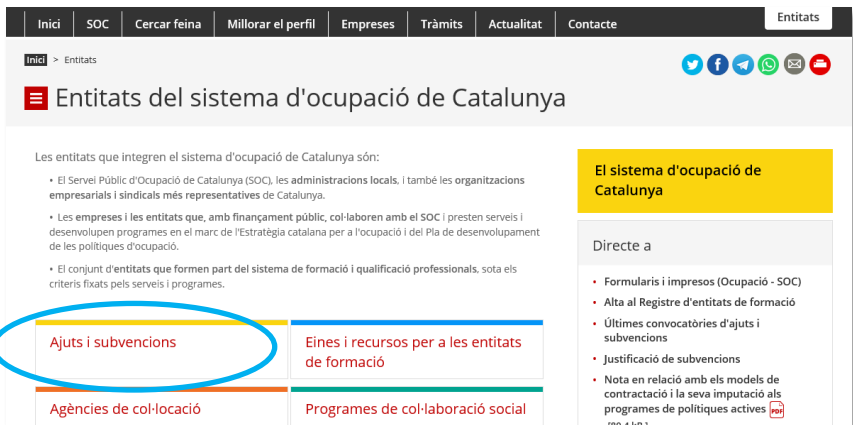 Inici SOC Cercar feina Millorar el perfil Empreses Tràmits Actualitat Contacte Entitats
Inici > Entitats
Entitats del sistema d'ocupació de Catalunya
Les entitats que integren el sistema d'ocupació de Catalunya són:
• El Servei Públic d'Ocupació de Catalunya (SOC), les administracions locals, i també les organitzacions
empresarials i sindicals més representatives de Catalunya.
• Les empreses i les entitats que, amb finançament públic, col·laboren amb el SOC i presten serveis i
desenvolupen programes en el marc de l'Estratègia catalana per a l'ocupació i del Pla de desenvolupament
de les polítiques d'ocupació.
• El conjunt d'entitats que formen part del sistema de formació i qualificació professionals, sota els
criteris fixats pels serveis i programes.
Ajuts i subvencions
Eines i recursos per a les entitats
de formació
Agències de col·locació
Programes de col·laboració social
El sistema d'ocupació de
Catalunya
Directe a
• Formularis i impresos (Ocupació - SOC)
• Alta al Registre d'entitats de formació
• Últimes convocatòries d'ajuts i
subvencions
• Justificació de subvencions
• Nota en relació amb els models de
contractació i la seva imputació als
programes de polítiques actives PDF